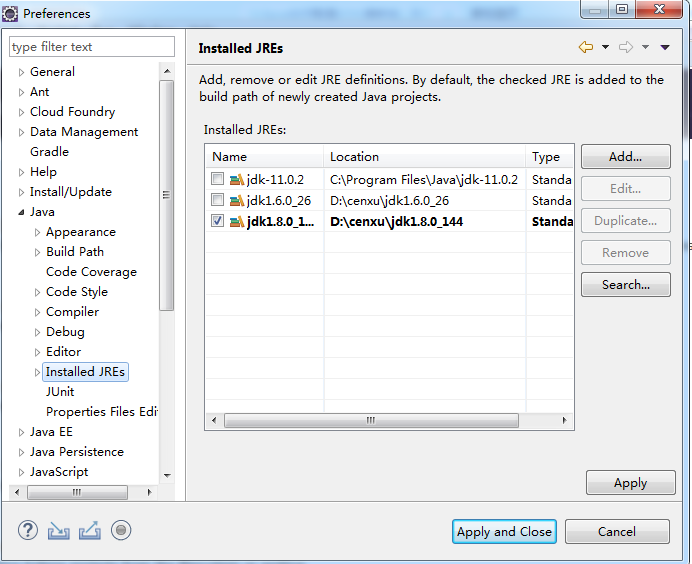 Preferences
type filter text
General
Ant
Cloud Foundry
Data Management
Gradle
Help
Install/Update
Java
Appearance
Build Path
Code Coverage
Code Style
Compiler
Debug
Editor
Installed JREs
JUnit
Properties Files Edi
Java EE
Java Persistence
JavaScript
Installed JREs
Add, remove or edit JRE definitions. By default, the checked JRE is added to the
build path of newly created Java projects.
Installed JREs:
Name Location Type
jdk-11.0.2 C:\Program Files\Java\jdk-11.0.2 Standa
jdk1.6.0_26 D:\cenxu\jdk1.6.0_26 Standa
jdk1.8.0_1... D:\cenxu\jdk1.8.0_144 Standa
Add...
Edit...
Duplicate...
Remove
Search...
Apply
Apply and Close Cancel